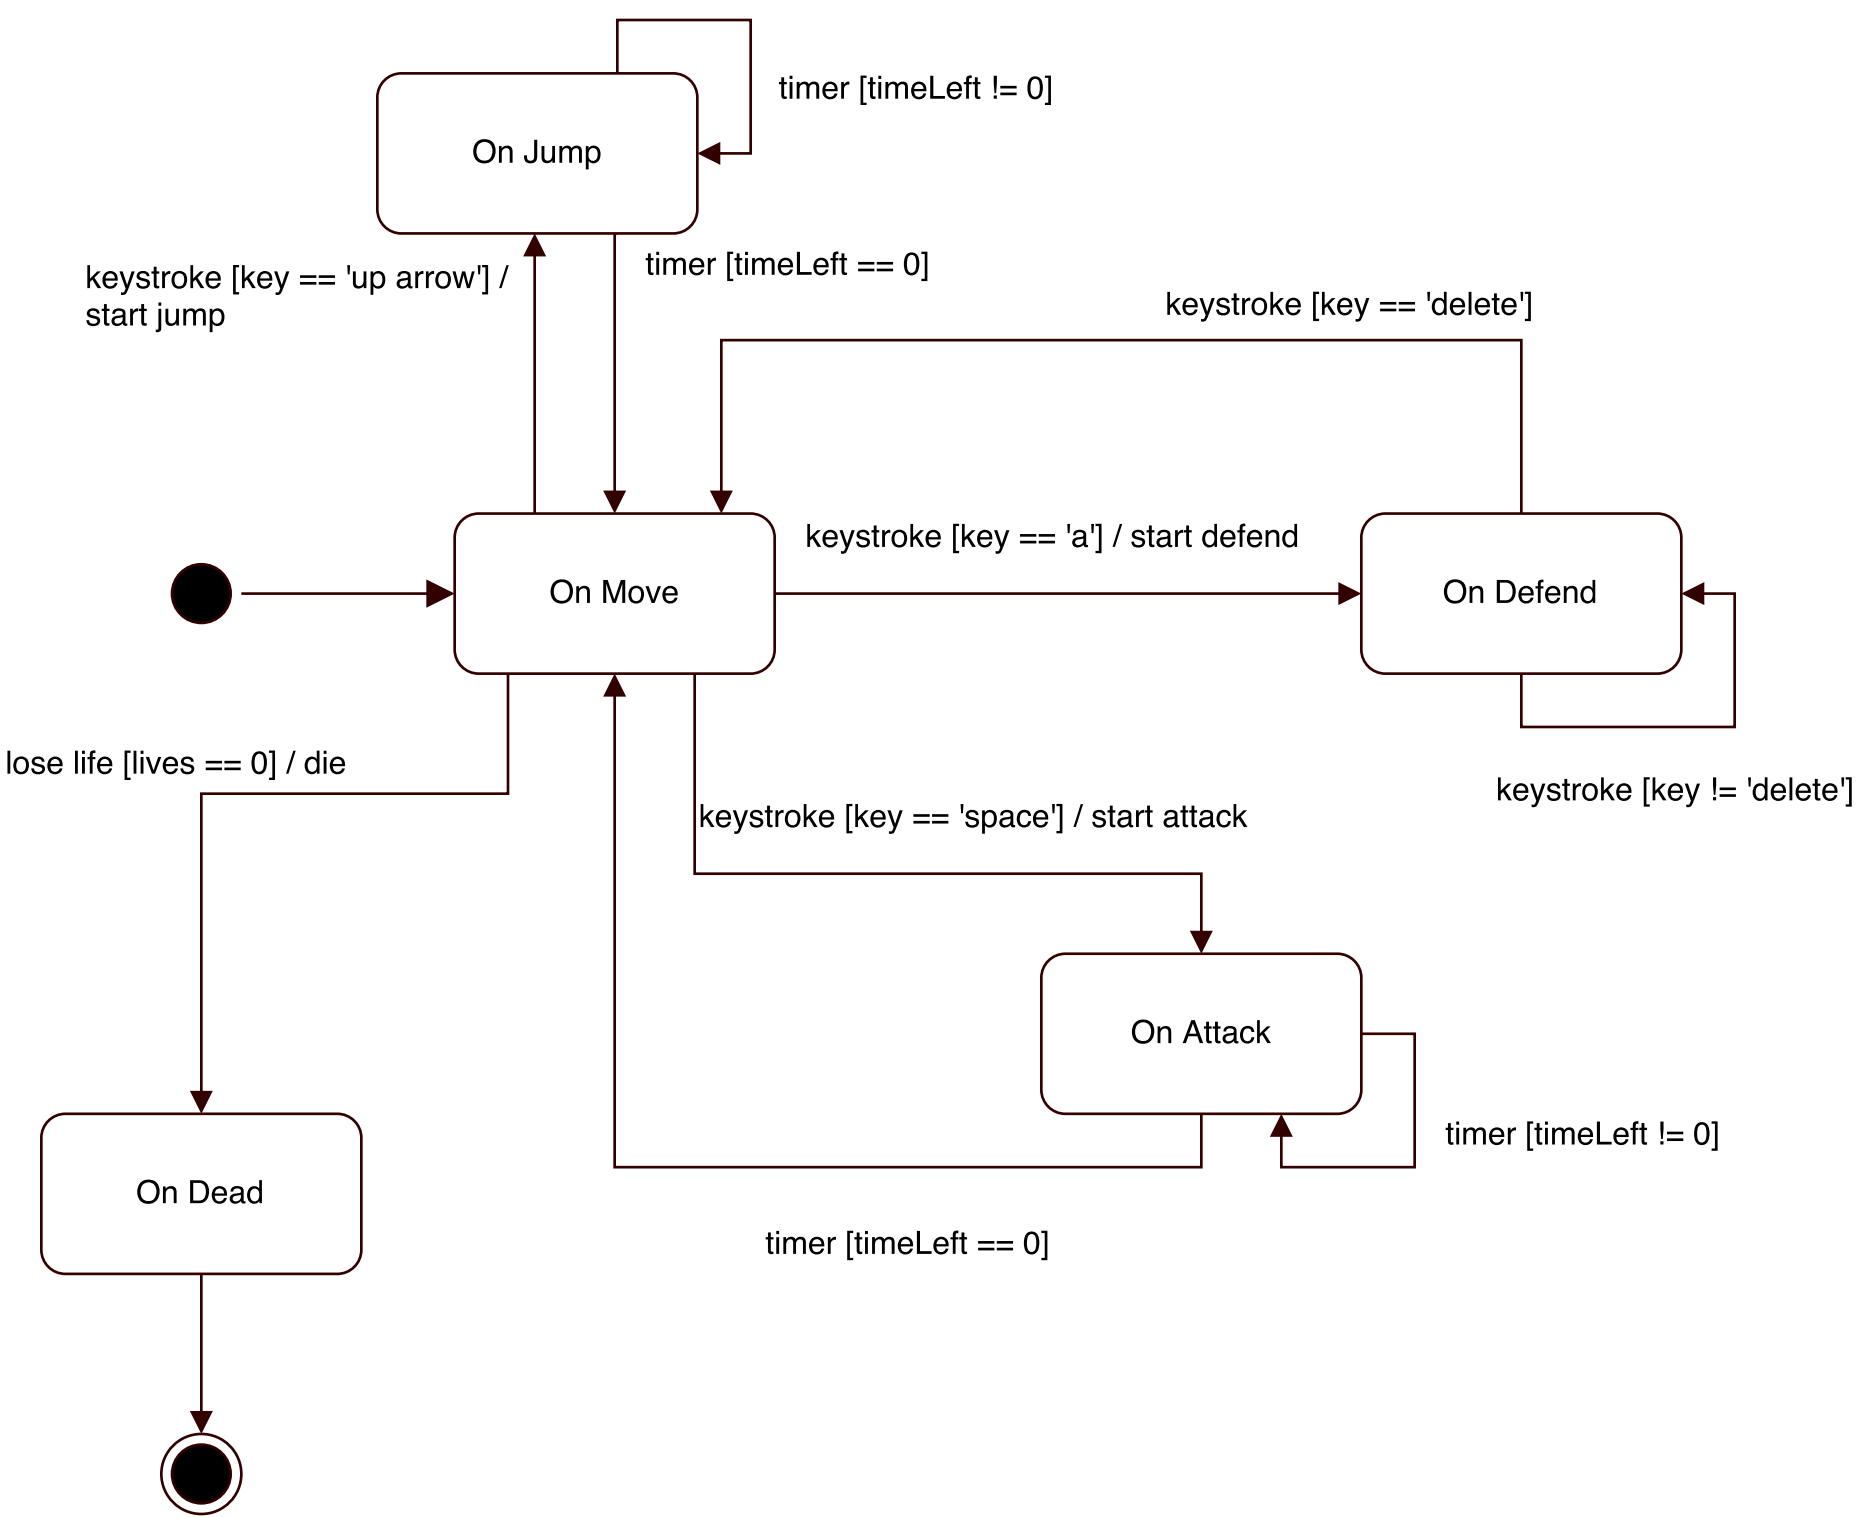 timer [timeLeft != 0]
On Jump
timer [timeLeft == 0]
keystroke [key == 'up arrow'] /
start jump
keystroke [key == 'delete']
keystroke [key == 'a'] / start defend
On Move
On Defend
lose life [lives == 0] / die
keystroke [key != 'delete']
keystroke [key == 'space'] / start attack
On Attack
timer [timeLeft != 0]
On Dead
timer [timeLeft == 0]